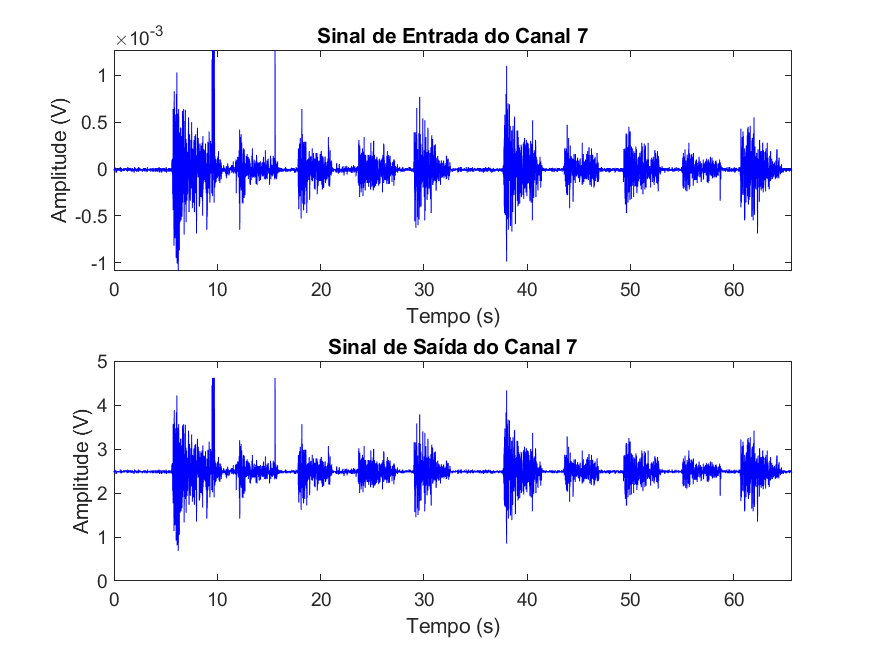 Sinal de Entrada do Canal 7
×10-3
1
0.5
0
-0.5
-1
Amplitude (V)
0 10 20 30 40 50 60
Tempo (s)
Sinal de Saída do Canal 7
5
4
3
2
1
0
Amplitude (V)
0 10 20 30 40 50 60
Tempo (s)